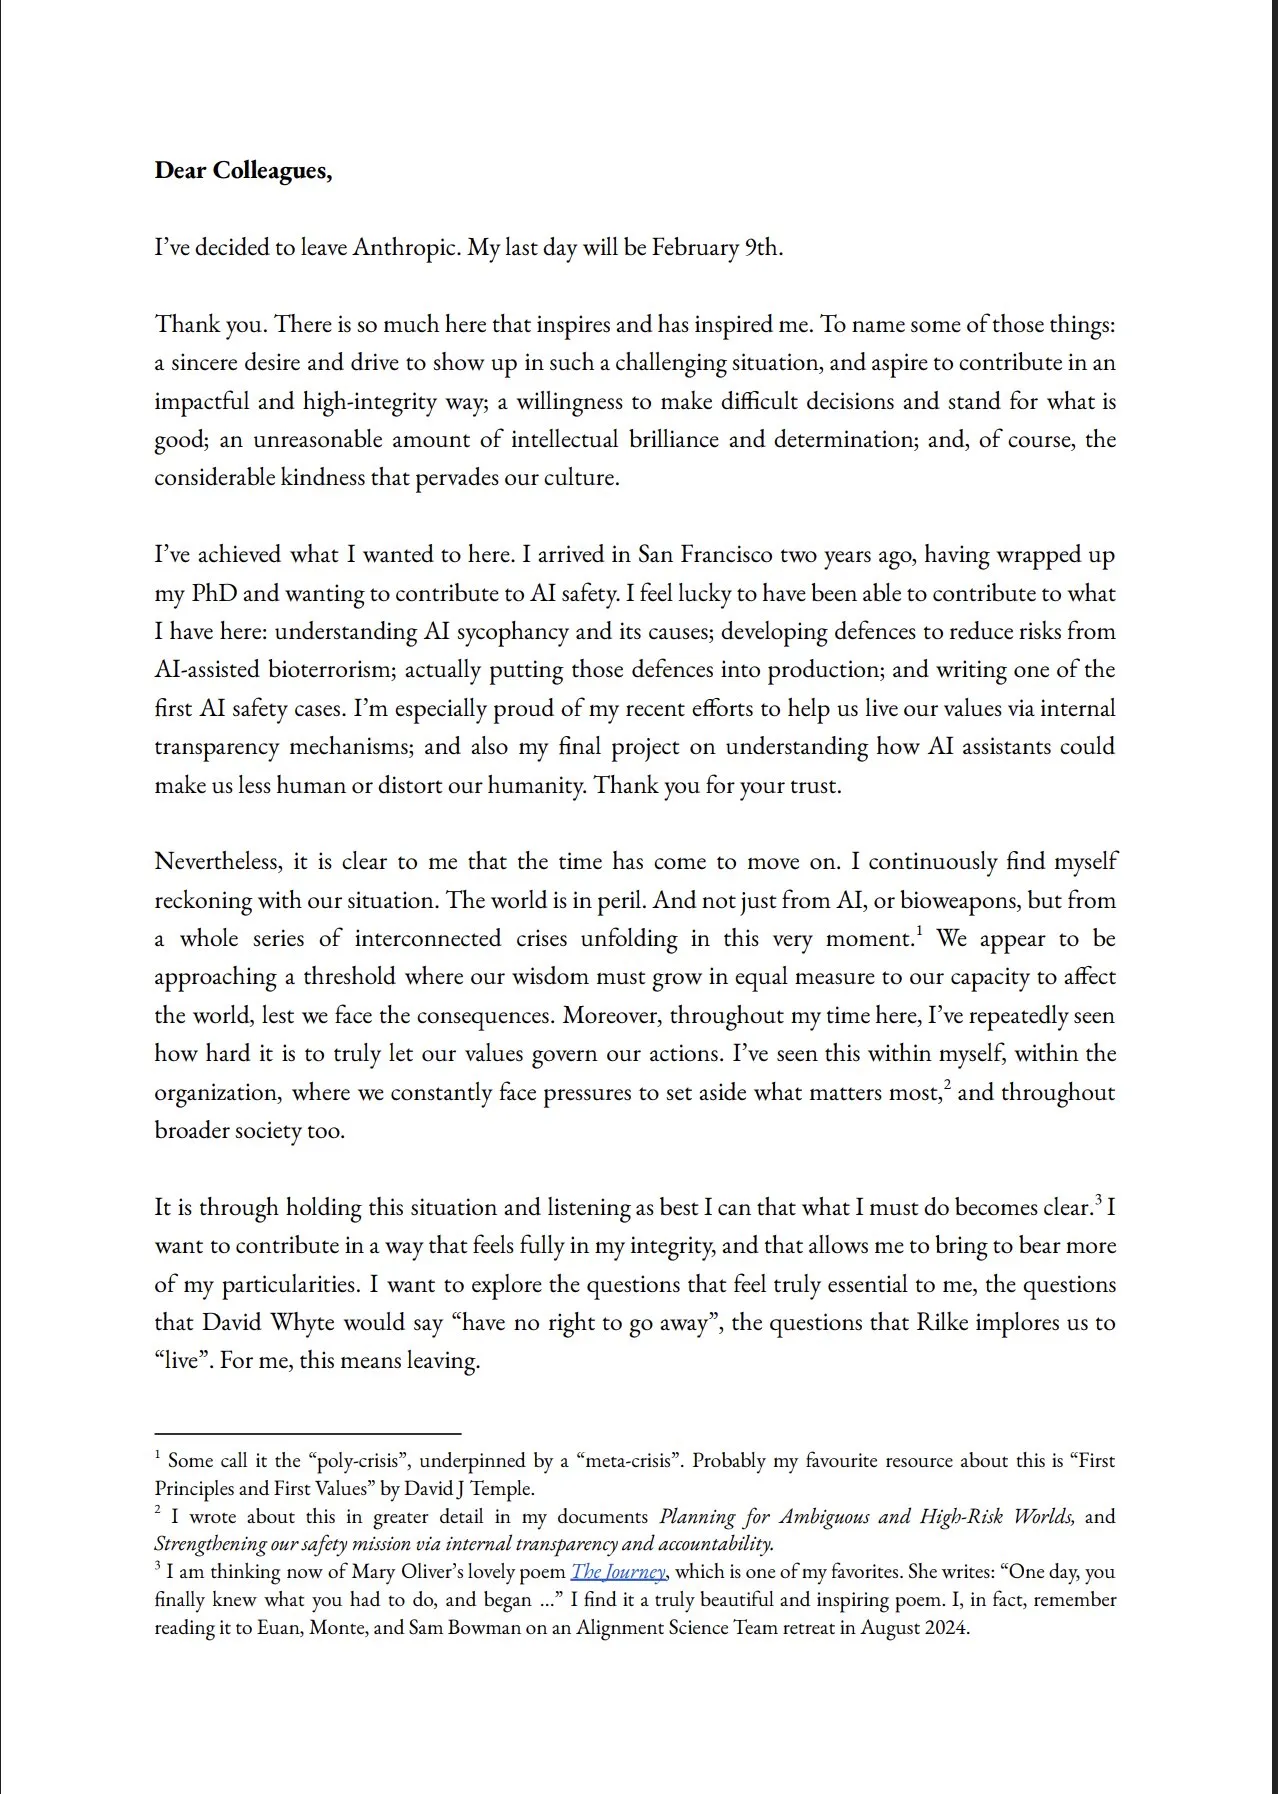 Dear Colleagues,
I’ve decided to leave Anthropic. My last day will be February 9th.
Thank you. There is so much here that inspires and has inspired me. To name some of those things:
a sincere desire and drive to show up in such a challenging situation, and aspire to contribute in an
impactful and high-integrity way; a willingness to make difficult decisions and stand for what is
good; an unreasonable amount of intellectual brilliance and determination; and, of course, the
considerable kindness that pervades our culture.
I’ve achieved what I wanted to here. I arrived in San Francisco two years ago, having wrapped up
my PhD and wanting to contribute to AI safety. I feel lucky to have been able to contribute to what
I have here: understanding AI sycophancy and its causes; developing defences to reduce risks from
AI-assisted bioterrorism; actually putting those defences into production; and writing one of the
first AI safety cases. I’m especially proud of my recent efforts to help us live our values via internal
transparency mechanisms; and also my final project on understanding how AI assistants could
make us less human or distort our humanity. Thank you for your trust.
Nevertheless, it is clear to me that the time has come to move on. I continuously find myself
reckoning with our situation. The world is in peril. And not just from AI, or bioweapons, but from
a whole series of interconnected crises unfolding in this very moment.¹ We appear to be
approaching a threshold where our wisdom must grow in equal measure to our capacity to affect
the world, lest we face the consequences. Moreover, throughout my time here, I’ve repeatedly seen
how hard it is to truly let our values govern our actions. I’ve seen this within myself, within the
organization, where we constantly face pressures to set aside what matters most,² and throughout
broader society too.
It is through holding this situation and listening as best I can that what I must do becomes clear.³ I
want to contribute in a way that feels fully in my integrity, and that allows me to bring to bear more
of my particularities. I want to explore the questions that feel truly essential to me, the questions
that David Whyte would say “have no right to go away”, the questions that Rilke implores us to
“live”. For me, this means leaving.
¹ Some call it the “poly-crisis”, underpinned by a “meta-crisis”. Probably my favourite resource about this is “First
Principles and First Values” by David J Temple.
² I wrote about this in greater detail in my documents Planning for Ambiguous and High-Risk Worlds, and
Strengthening our safety mission via internal transparency and accountability.
³ I am thinking now of Mary Oliver’s lovely poem The Journey, which is one of my favorites. She writes: “One day, you
finally knew what you had to do, and began ...” I find it a truly beautiful and inspiring poem. I, in fact, remember
reading it to Euan, Monte, and Sam Bowman on an Alignment Science Team retreat in August 2024.